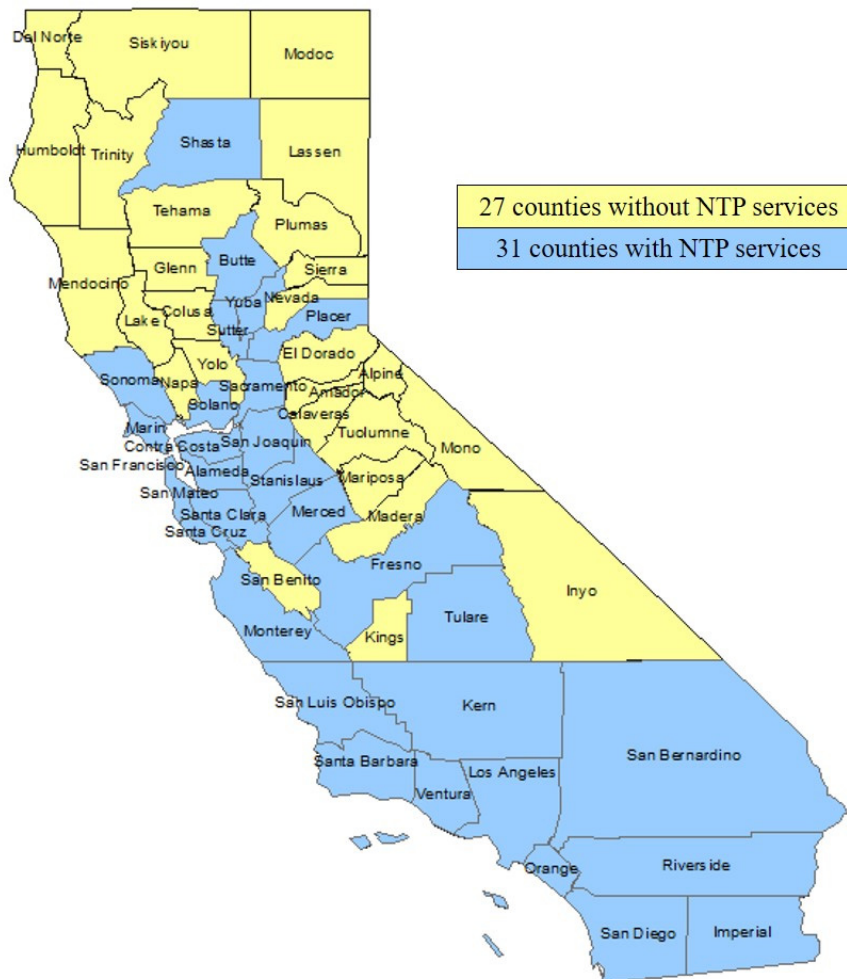 Del Norte
Siskiyou
Modoc
Shasta
Humboldt
Trinity
Lassen
27 counties without NTP services
31 counties with NTP services
Tehama
Plumas
Butte
Glenn
Sierra
Mendocino
Nevada
Yuba
Colusa
Placer
Lake
Sutter
El Dorado
Yolo
Alpine
Sonoma
Napa
Sacramento
Amador
Solano
Calaveras
Marin
Tuolumne
San Joaquin
Contra Costa
Mono
San Francisco
Alameda
Mariposa
Stanislaus
San Mateo
Merced
Santa Clara
Madera
Santa Cruz
Fresno
San Benito
Inyo
Tulare
Monterey
Kings
San Luis Obispo
Kern
San Bernardino
Santa Barbara
Los Angeles
Ventura
Riverside
Orange
San Diego
Imperial